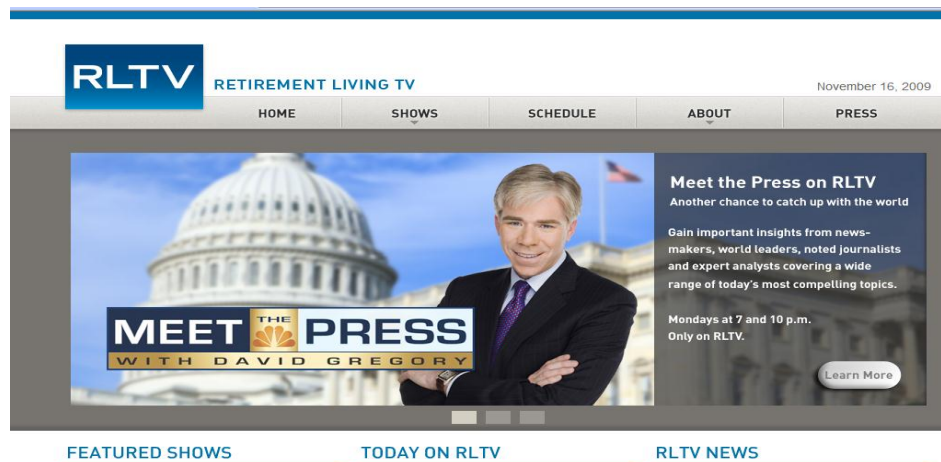 RLTV
RETIREMENT LIVING TV
November 16, 2009
HOME
SHOWS
SCHEDULE
ABOUT
PRESS
MEET THE PRESS
WITH DAVID GREGORY
Meet the Press on RLTV
Another chance to catch up with the world
Gain important insights from news-
makers, world leaders, noted journalists
and expert analysts covering a wide
range of today's most compelling topics.
Mondays at 7 and 10 p.m.
Only on RLTV.
Learn More
FEATURED SHOWS
TODAY ON RLTV
RLTV NEWS